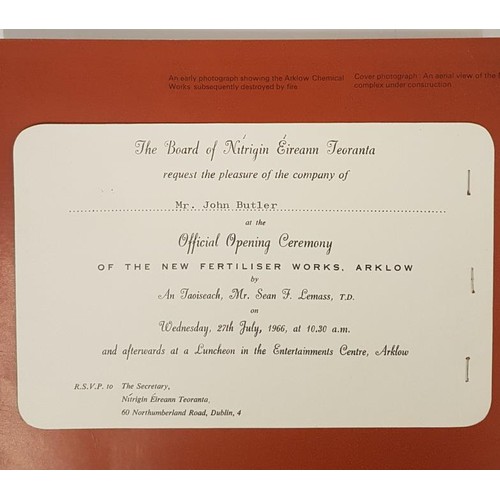 An early photograph showing the Arklow Chemical
Works subsequently destroyed by fire.
Cover photograph: An aerial view of the
complex under construction
The Board of Nítrigin Éireann Teoranta
request the pleasure of the company of
Mr. John Butler
at the
Official Opening Ceremony
OF THE NEW FERTILISER WORKS, ARKLOW
by
An Taoiseach, Mr. Sean F. Lemass, T.D.
on
Wednesday, 27th July, 1966, at 10.30 a.m.
and afterwards at a Luncheon in the Entertainments Centre, Arklow
R.S.V.P. to The Secretary,
Nítrigin Éireann Teoranta,
60 Northumberland Road, Dublin, 4